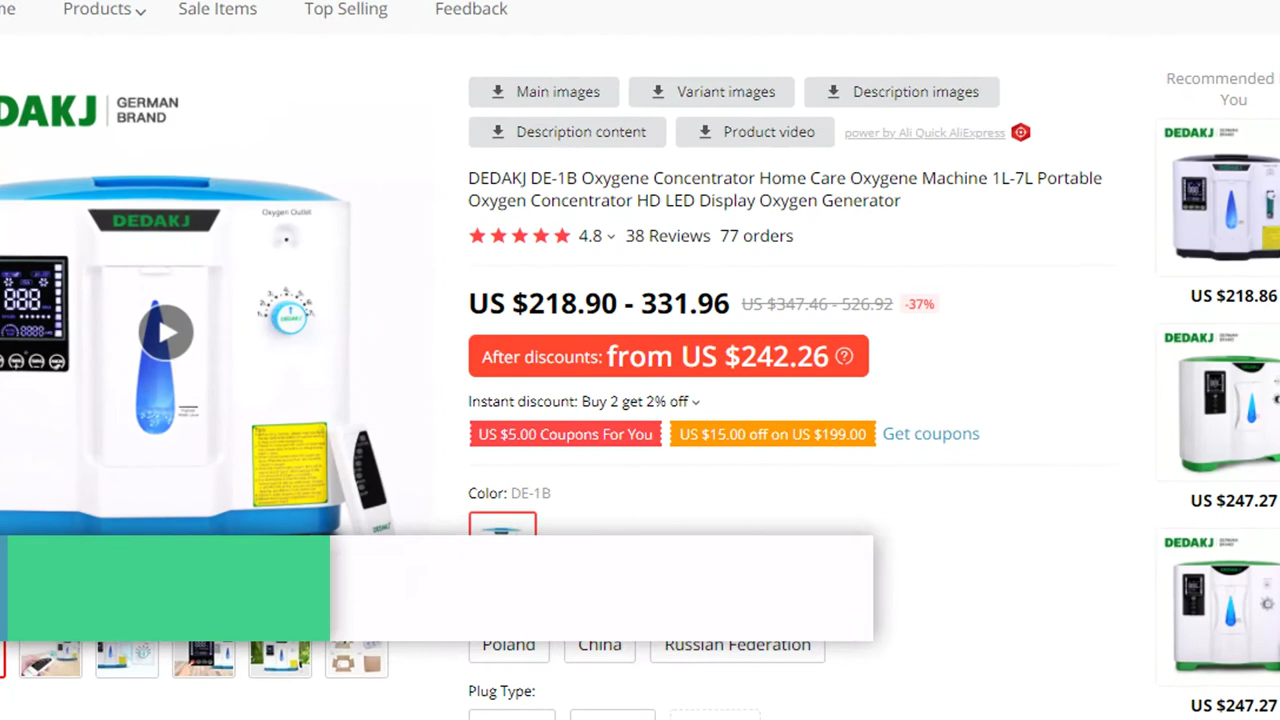 Products
Sale Items
Top Selling
Feedback
GERMAN
BRAND
DEDAKJ
Oxygen Outlet
888
Main images
Variant images
Description images
Description content
Product video
power by Ali Quick AliExpress
DEDAKJ DE-1B Oxygene Concentrator Home Care Oxygene Machine 1L-7L Portable
Oxygen Concentrator HD LED Display Oxygen Generator
4.8
38 Reviews
77 orders
US $218.90 - 331.96
US $347.46 - 526.92
-37%
After discounts: from US $242.26
Instant discount: Buy 2 get 2% off
US $5.00 Coupons For You
US $15.00 off on US $199.00
Get coupons
Color: DE-1B
Poland
China
Russian Federation
Plug Type:
Recommended
You
DEDAKJ
US $218.86
DEDAKJ
US $247.27
DEDAKJ
US $247.27